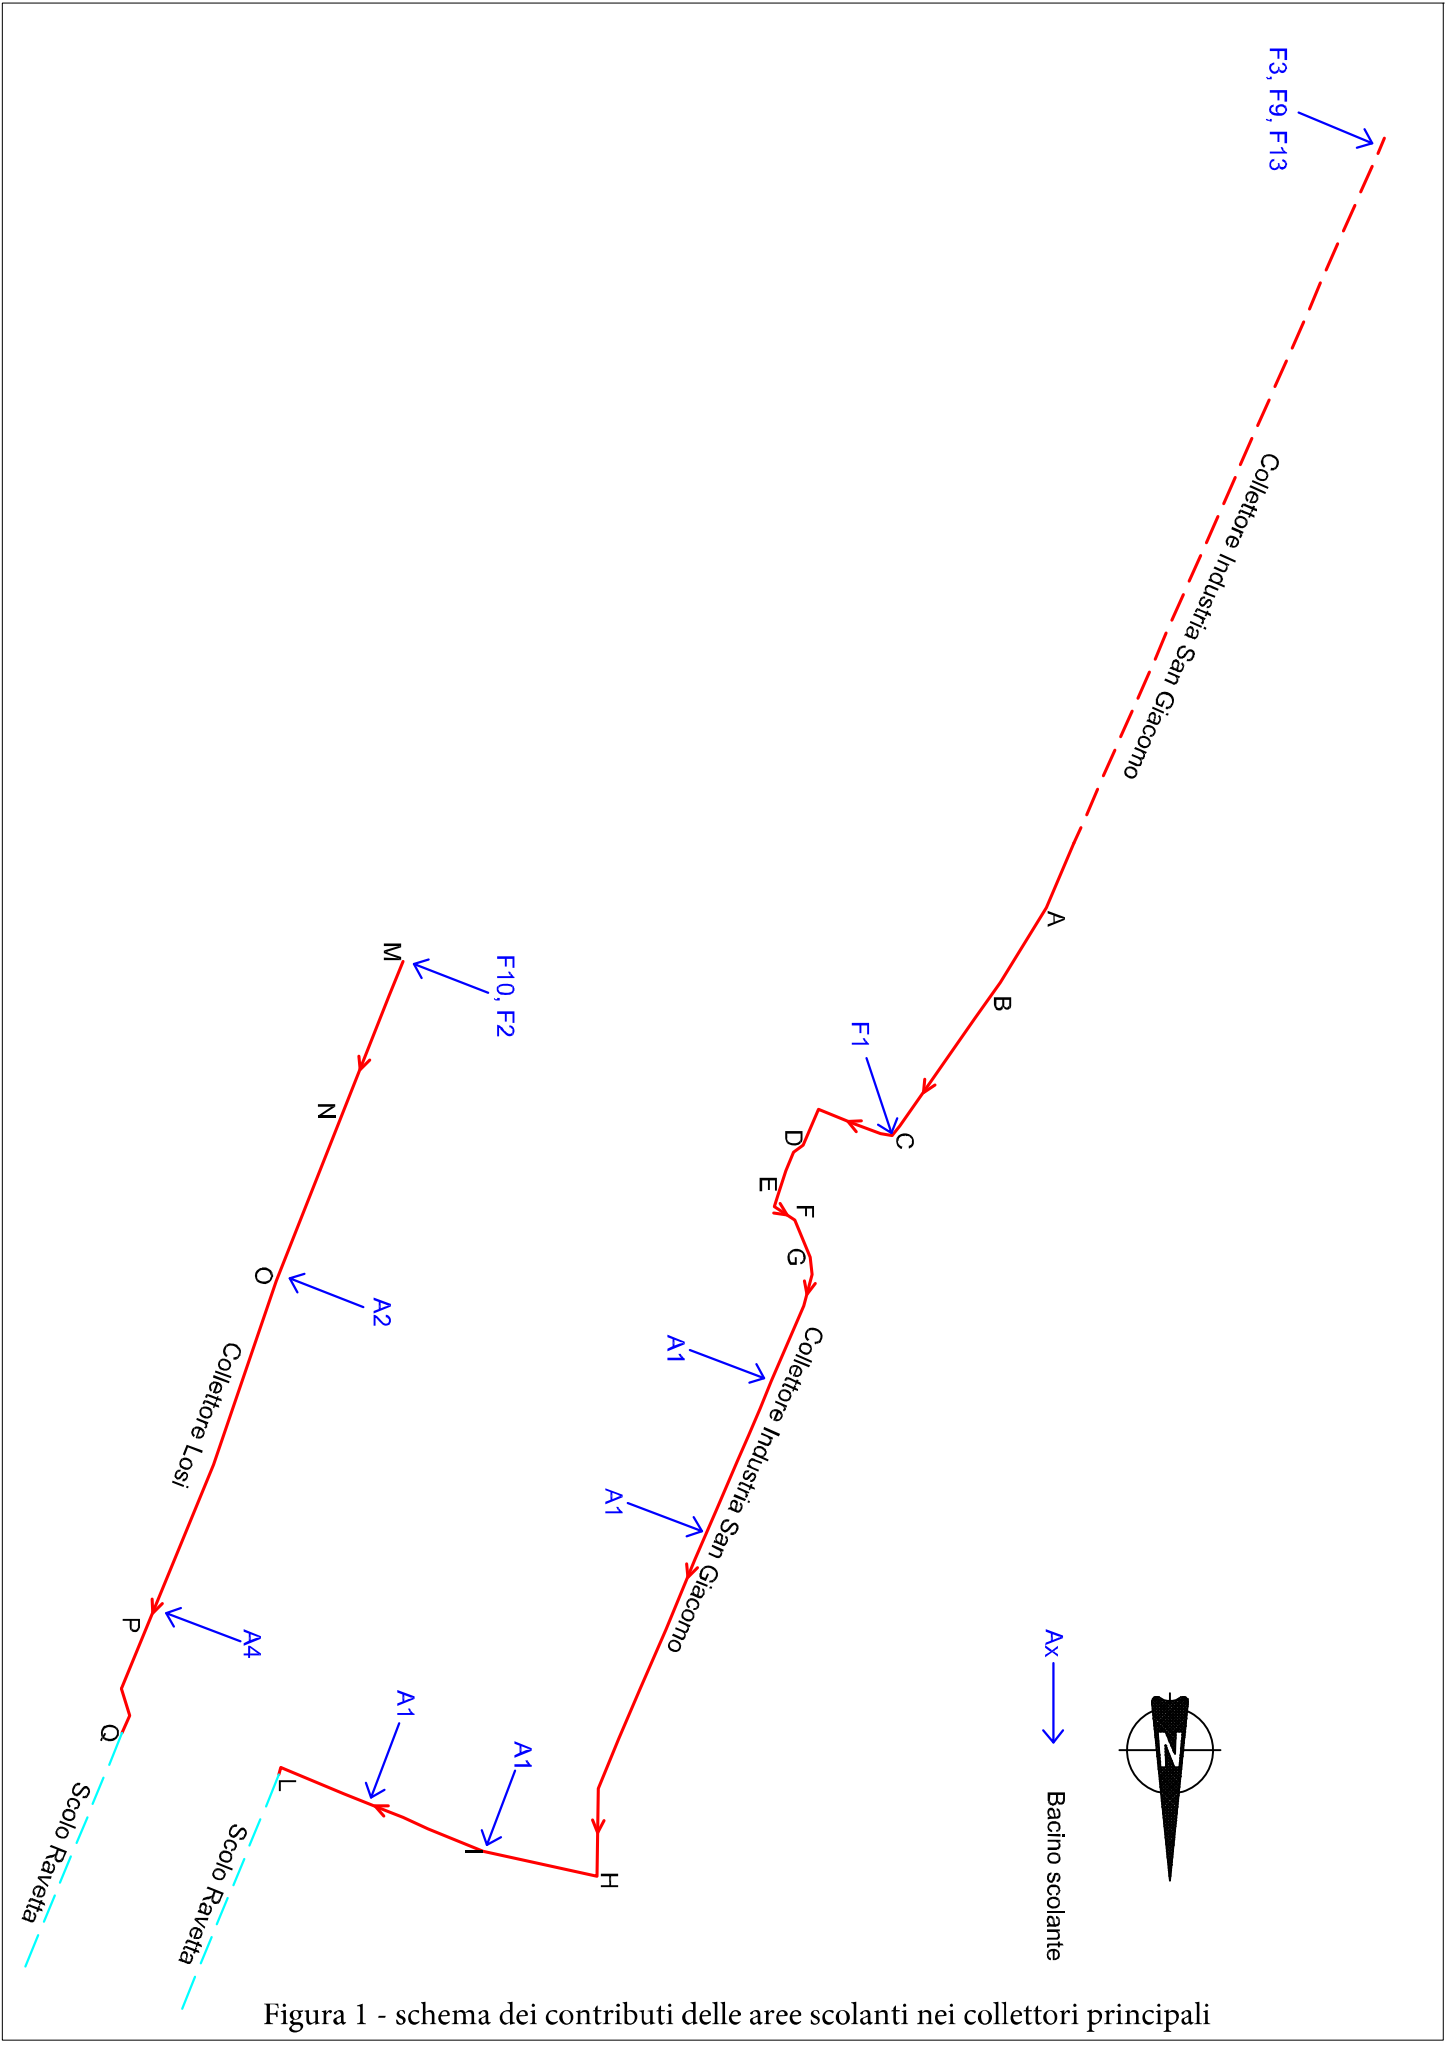 F3, F9, F13
Collettore Industria San Giacomo
A
B
C
F1
D
E
F
G
Collettore Industria San Giacomo
A1
A1
H
I
A1
A1
L
Scolo Ravetta
M
F10, F2
N
O
A2
Collettore Losi
P
A4
Q
Scolo Ravetta
Ax
Bacino scolante
N
Figura 1 - schema dei contributi delle aree scolanti nei collettori principali